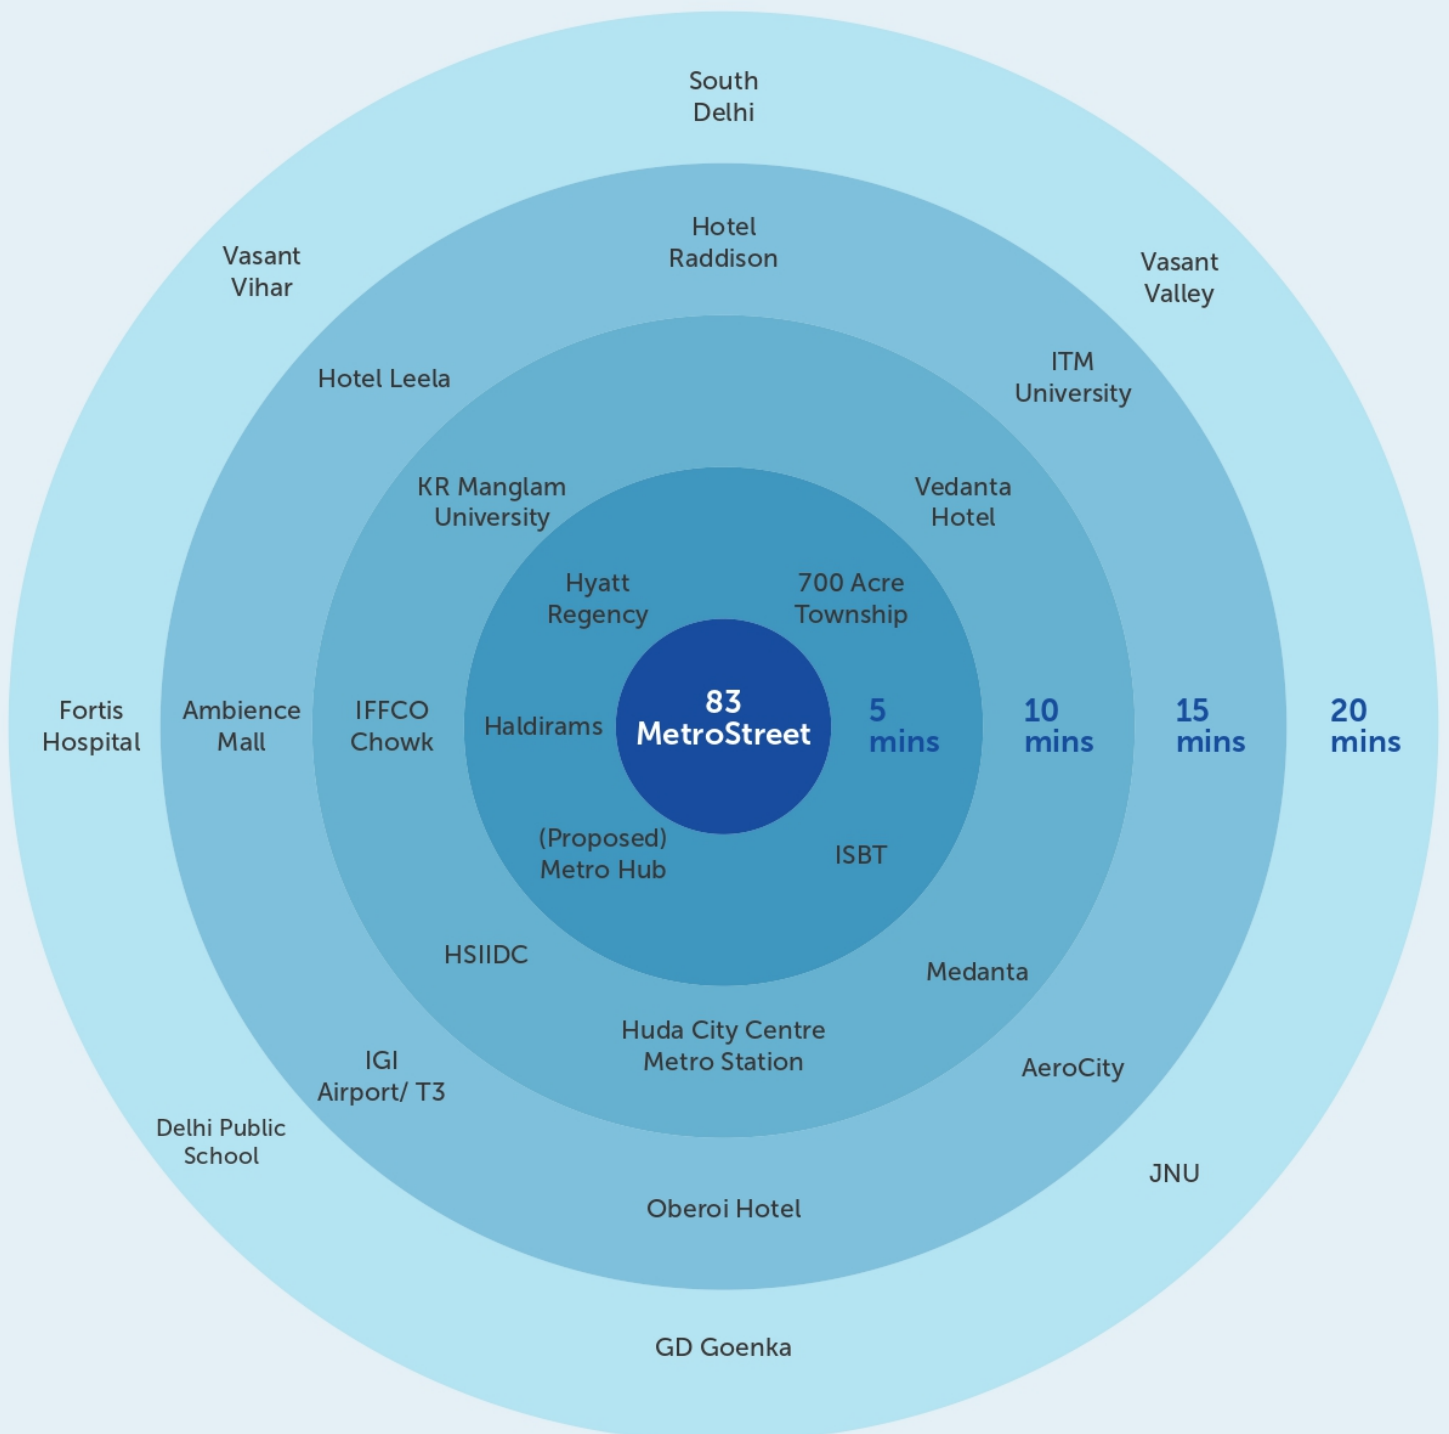 South
Delhi
Hotel
Raddison
Vasant
Vihar
Vasant
Valley
Hotel Leela
ITM
University
KR Manglam
University
Vedanta
Hotel
Hyatt
Regency
700 Acre
Township
Fortis
Hospital
Ambience
Mall
IFFCO
Chowk
Haldirams
83
MetroStreet
5
mins
10
mins
15
mins
20
mins
(Proposed)
Metro Hub
ISBT
HSIIDC
Medanta
Huda City Centre
Metro Station
IGI
Airport/ T3
AeroCity
Delhi Public
School
JNU
Oberoi Hotel
GD Goenka